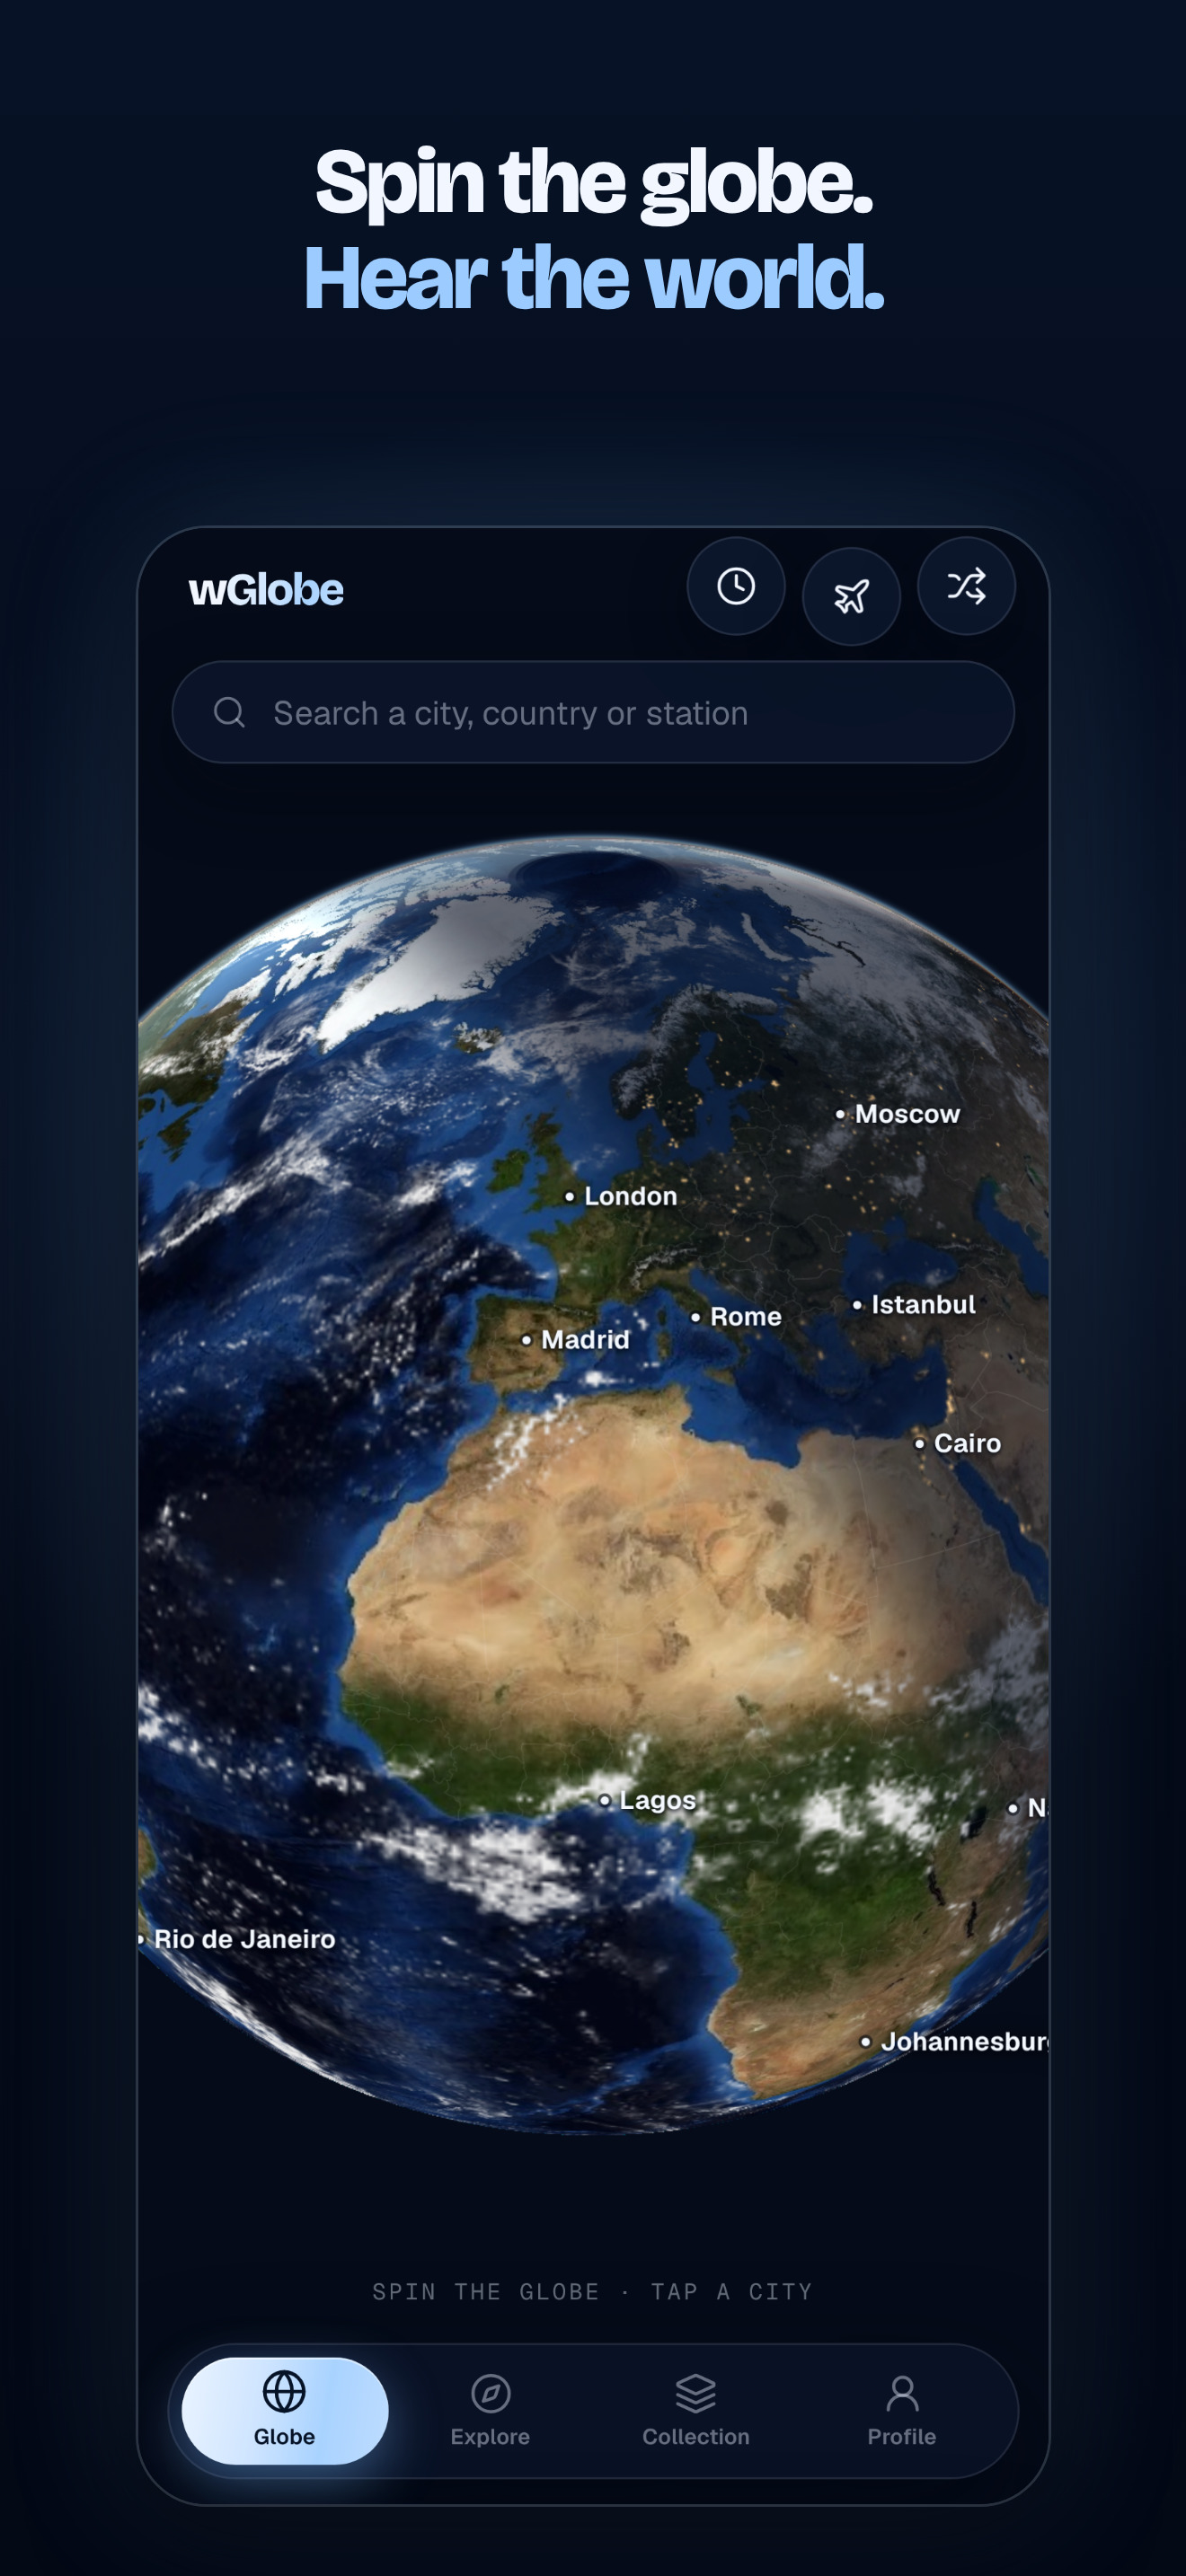 Spin the globe.
Hear the world.
wGlobe
Search a city, country or station
Moscow
London
Istanbul
Rome
Madrid
Cairo
Lagos
N
Rio de Janeiro
Johannesburg
SPIN THE GLOBE · TAP A CITY
Globe
Explore
Collection
Profile